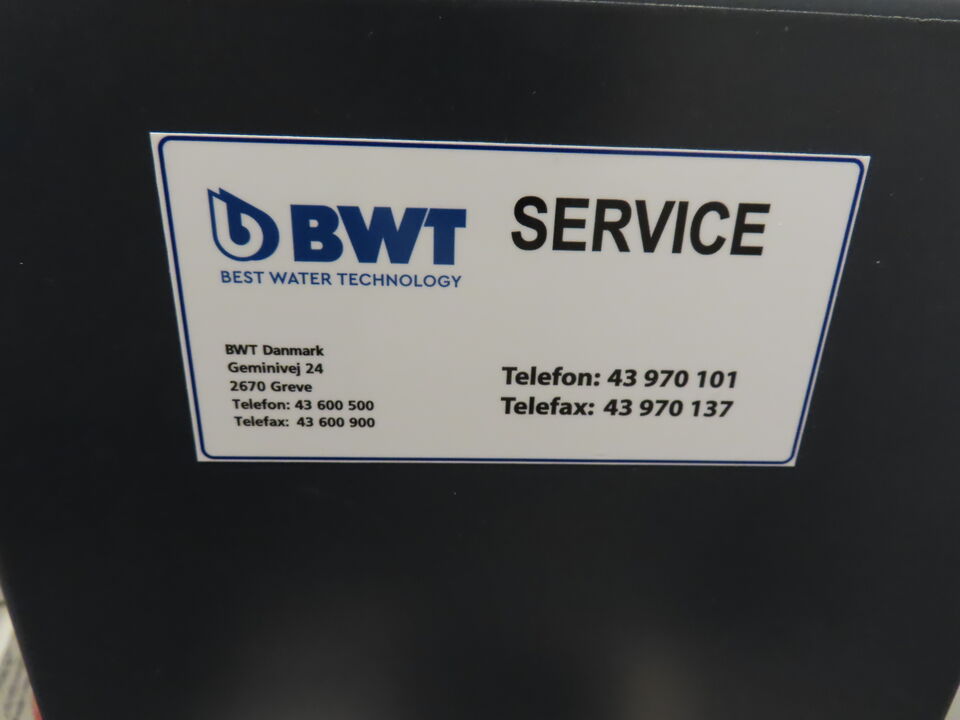 BWT
BEST WATER TECHNOLOGY
SERVICE
BWT Danmark
Geminivej 24
2670 Greve
Telefon: 43 600 500
Telefax: 43 600 900
Telefon: 43 970 101
Telefax: 43 970 137